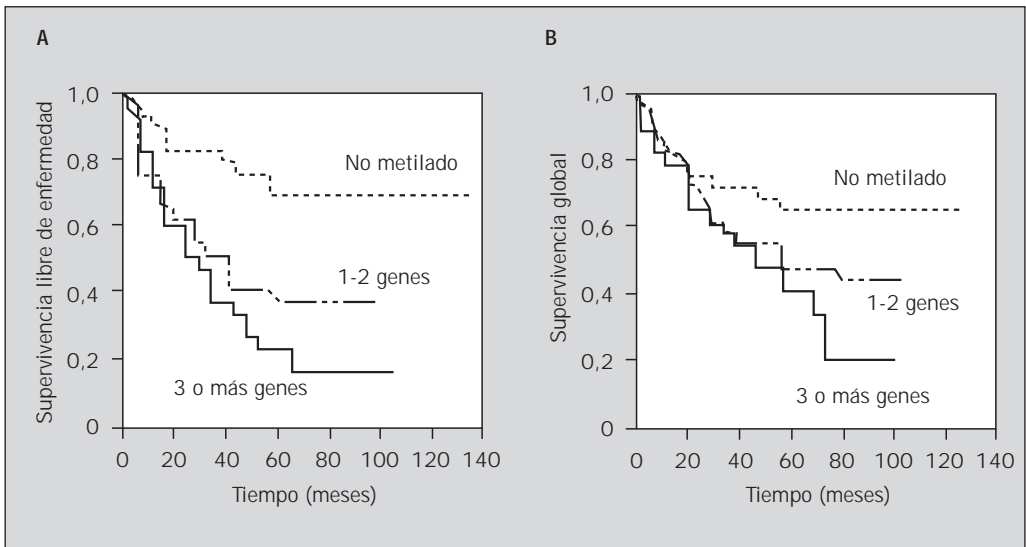 A
Supervivencia libre de enfermedad
1,0
0,8
0,6
0,4
0,2
0
No metilado
1-2 genes
3 o más genes
0 20 40 60 80 100 120 140
Tiempo (meses)
B
Supervivencia global
1,0
0,8
0,6
0,4
0,2
0
No metilado
1-2 genes
3 o más genes
0 20 40 60 80 100 120 140
Tiempo (meses)